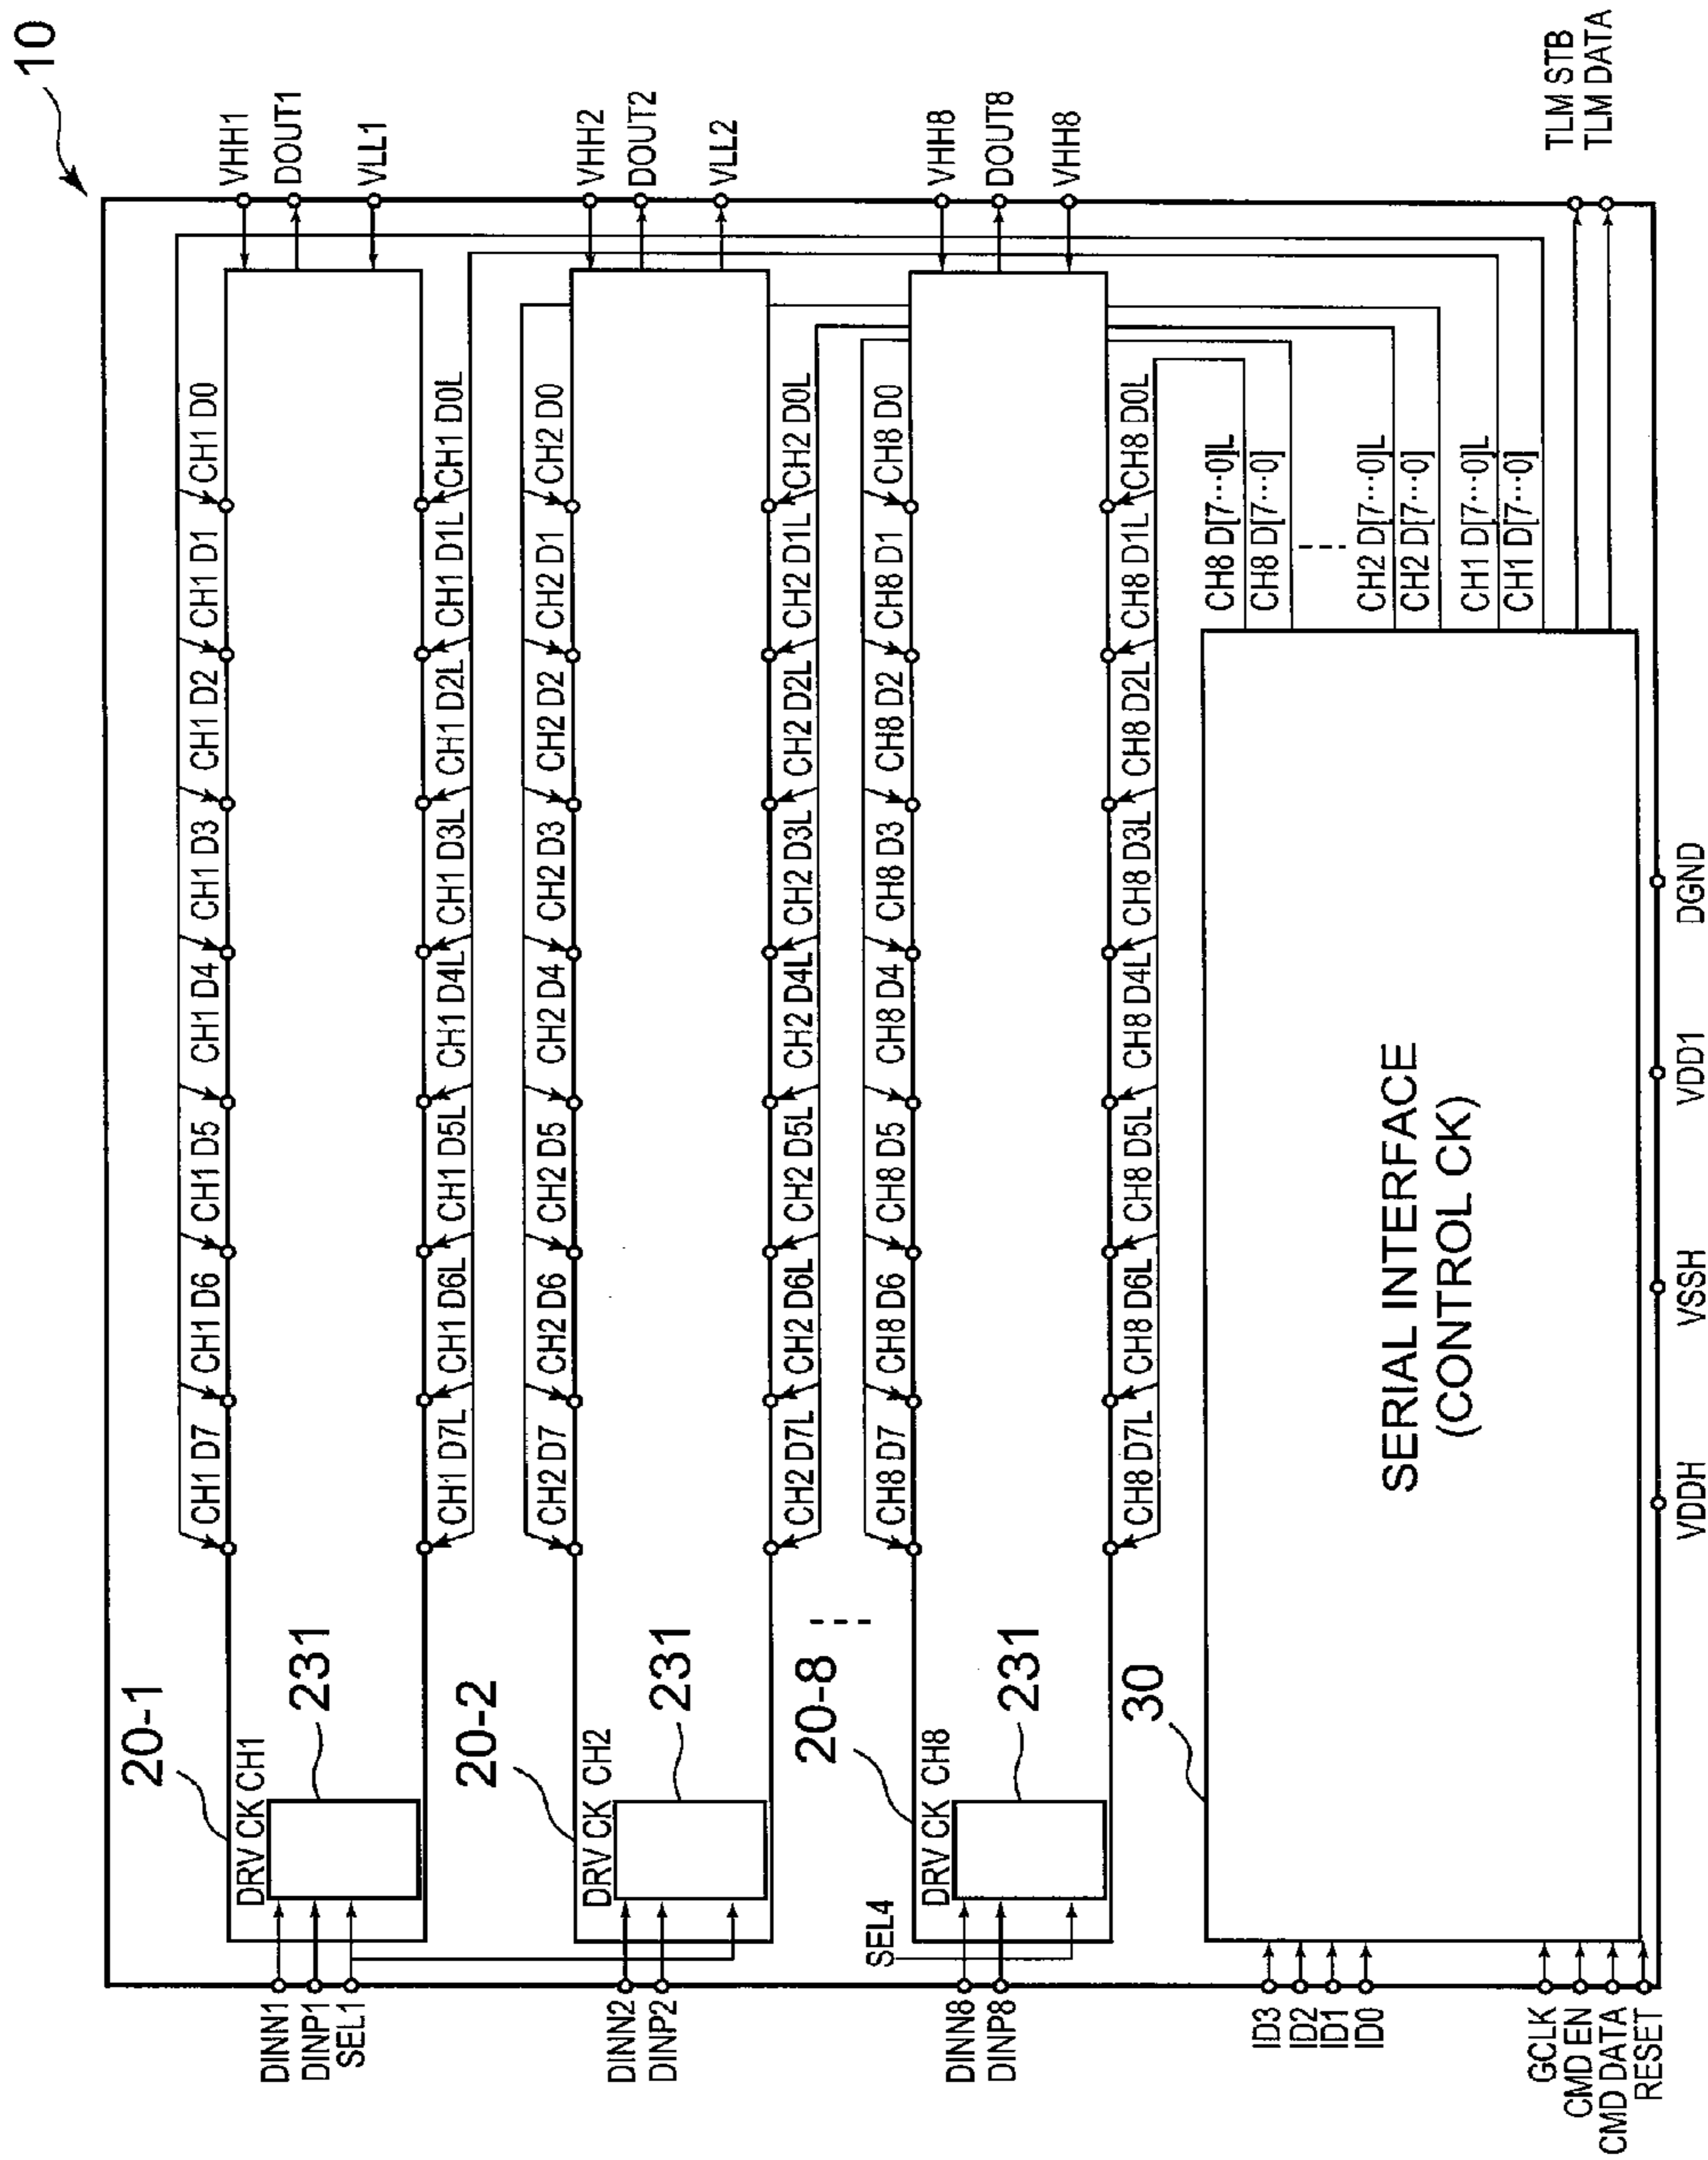 10
VHH1
DOUT1
VLL1
VHH2
DOUT2
VLL2
VHH8
DOUT8
VHH8
TLM STB
TLM DATA
CH1 D7
CH1 D6
CH1 D5
CH1 D4
CH1 D3
CH1 D2
CH1 D1
CH1 D0
20-1
DRV CK CH1
231
CH1 D7L
CH1 D6L
CH1 D5L
CH1 D4L
CH1 D3L
CH1 D2L
CH1 D1L
CH1 D0L
DINN1
DINP1
SEL1
CH2 D7
CH2 D6
CH2 D5
CH2 D4
CH2 D3
CH2 D2
CH2 D1
CH2 D0
20-2
DRV CK CH2
231
CH2 D7L
CH2 D6L
CH2 D5L
CH2 D4L
CH2 D3L
CH2 D2L
CH2 D1L
CH2 D0L
DINN2
DINP2
CH8 D7
CH8 D6
CH8 D5
CH8 D4
CH8 D3
CH8 D2
CH8 D1
CH8 D0
20-8
SEL4
DRV CK CH8
231
CH8 D7L
CH8 D6L
CH8 D5L
CH8 D4L
CH8 D3L
CH8 D2L
CH8 D1L
CH8 D0L
DINN8
DINP8
30
SERIAL INTERFACE
(CONTROL CK)
CH8 D[7···0]L
CH8 D[7···0]
CH2 D[7···0]L
CH2 D[7···0]
CH1 D[7···0]L
CH1 D[7···0]
ID3
ID2
ID1
ID0
GCLK
CMD EN
CMD DATA
RESET
VDDH
VSSH
VDD1
DGND